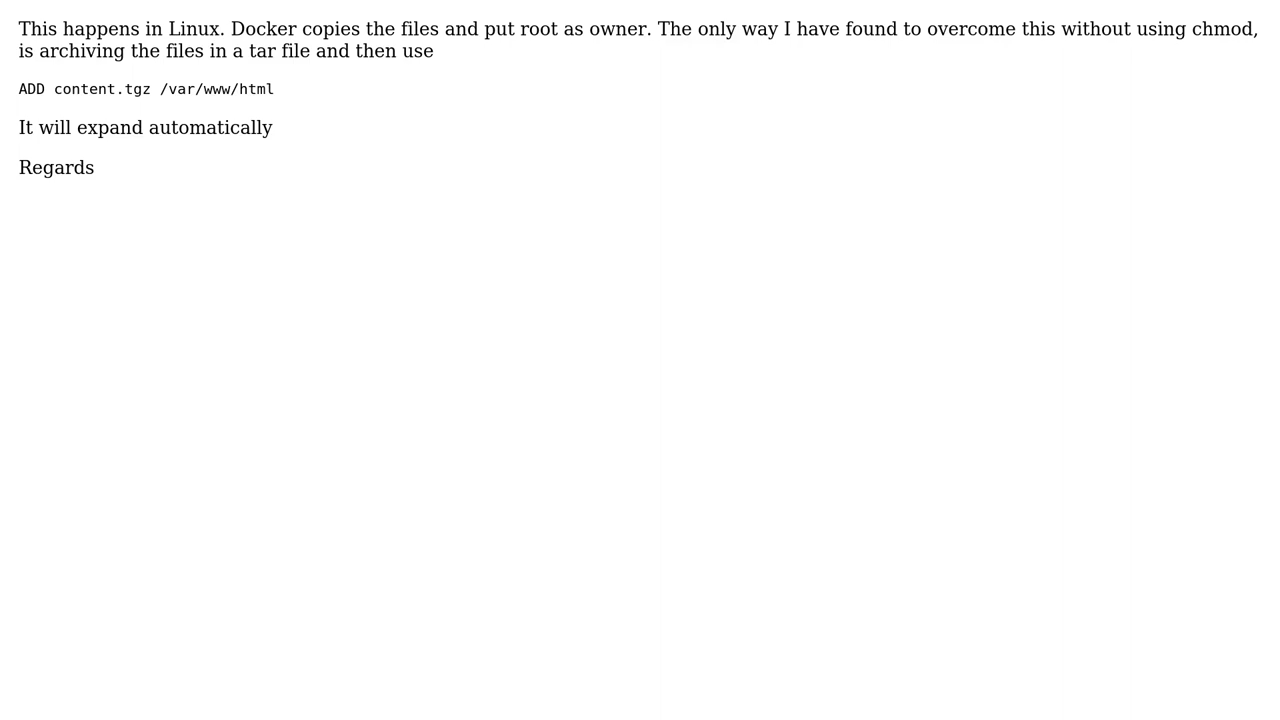 This happens in Linux. Docker copies the files and put root as owner. The only way I have found to overcome this without using chmod,
is archiving the files in a tar file and then use
ADD content.tgz /var/www/html
It will expand automatically
Regards